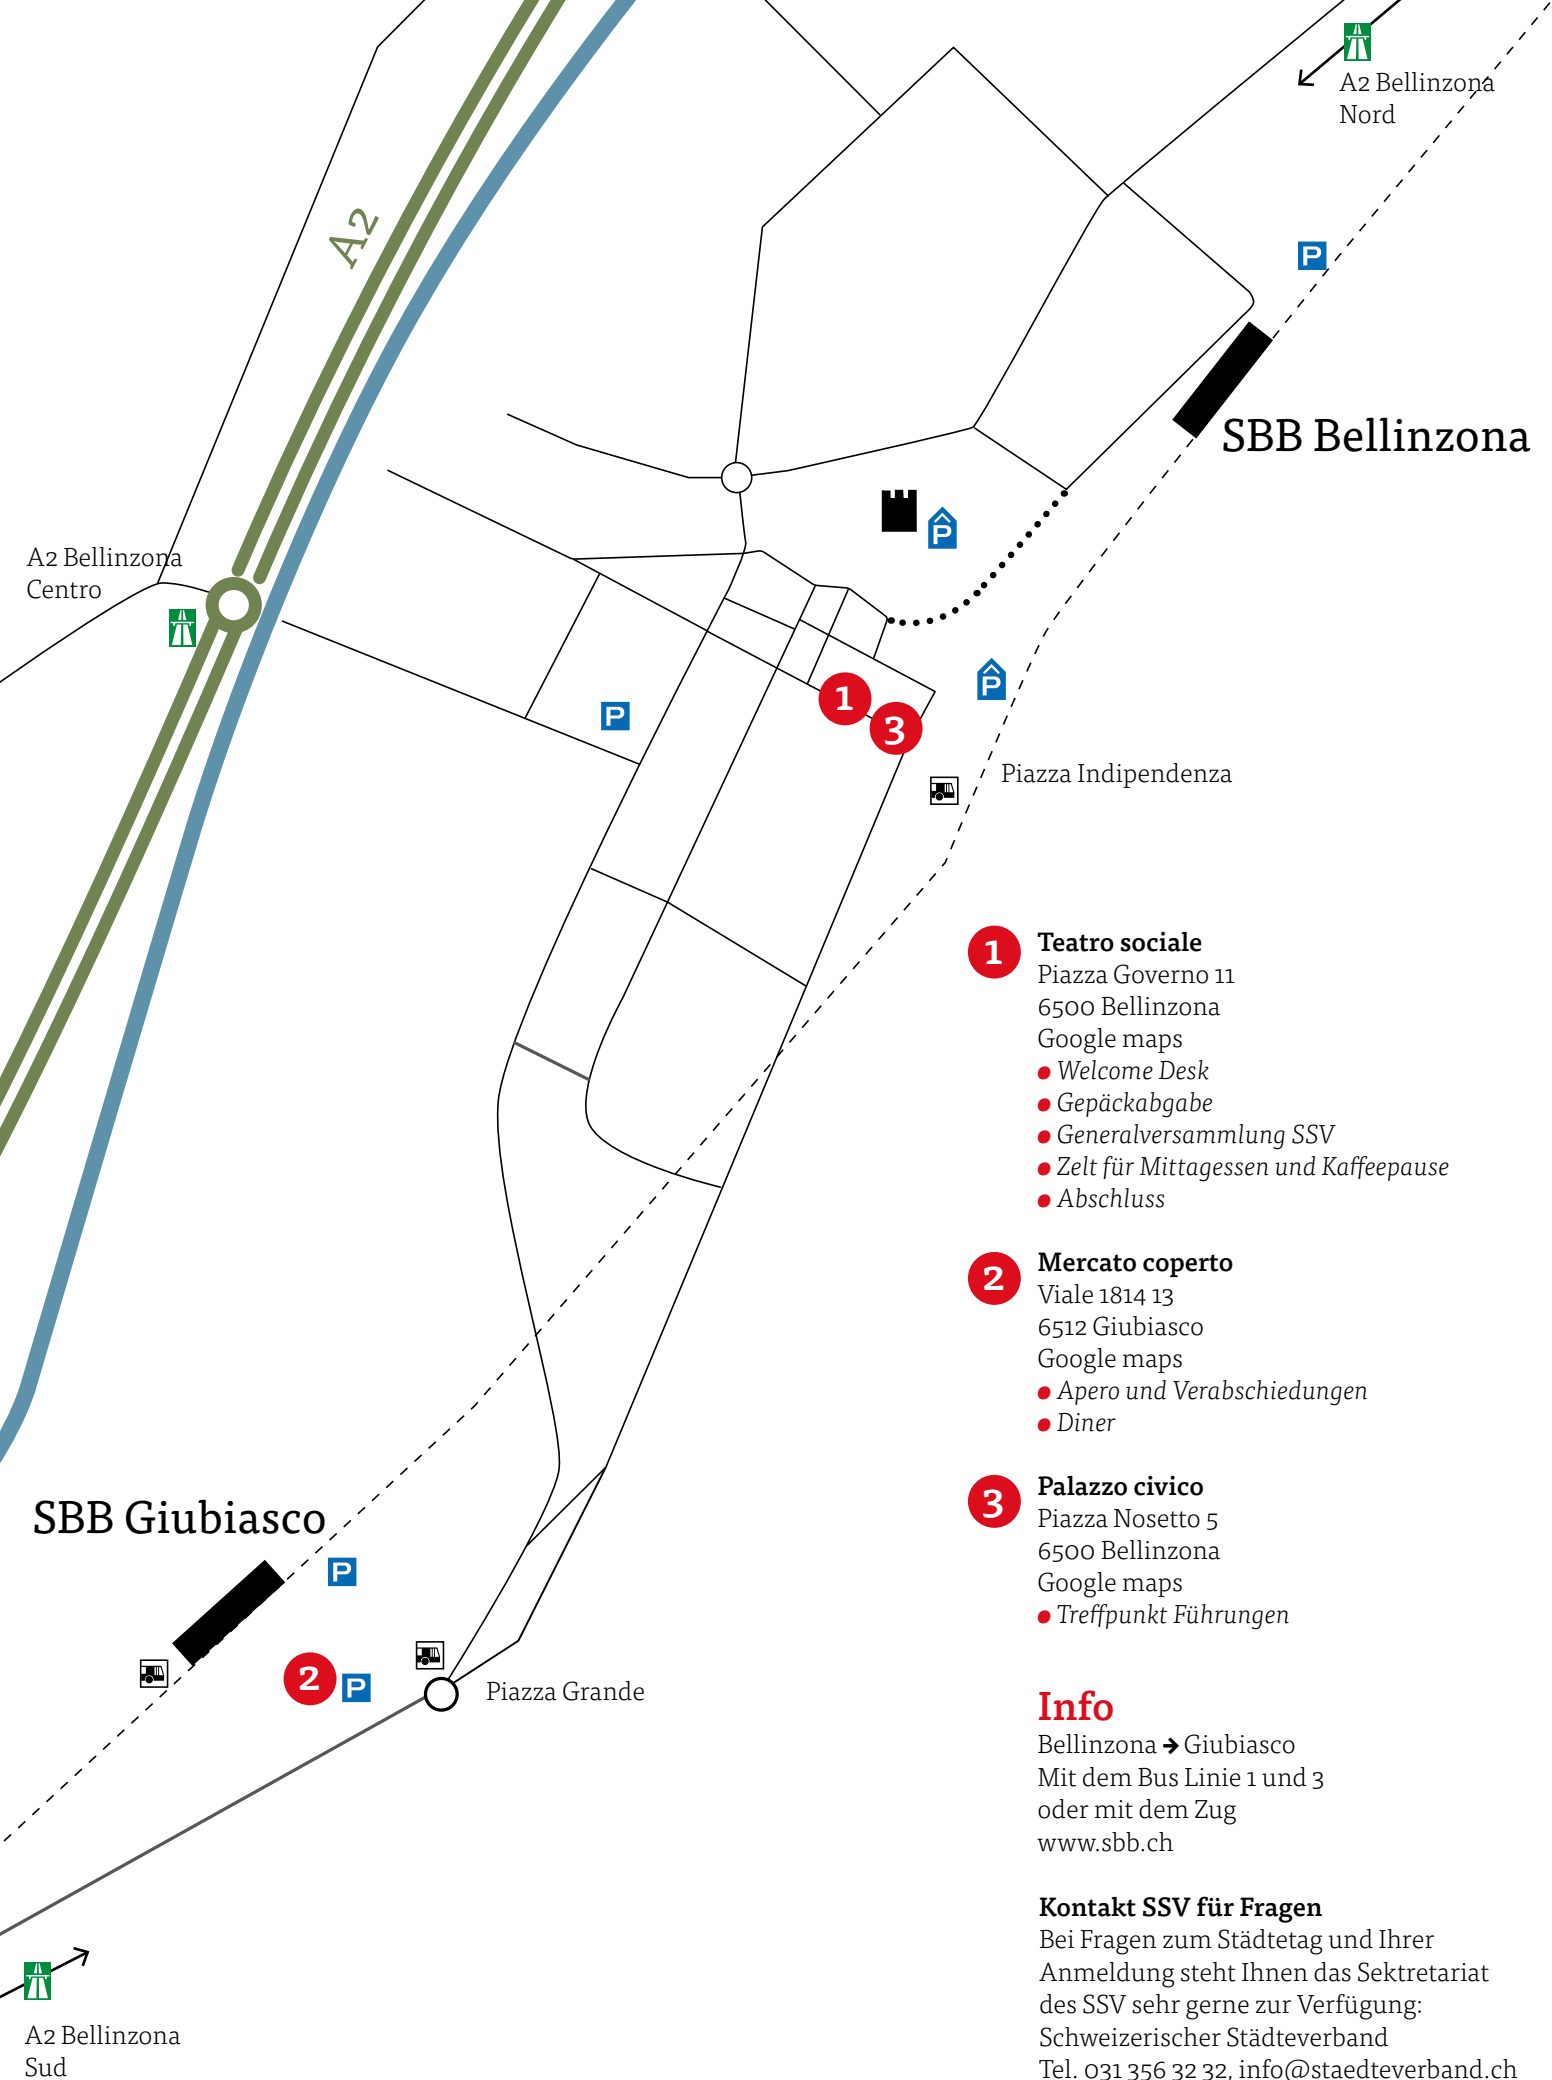 A2 Bellinzona
Nord
A2
P
SBB Bellinzona
P
A2 Bellinzona
Centro
P
P
1
3
Piazza Indipendenza
1
Teatro sociale
Piazza Governo 11
6500 Bellinzona
Google maps
• Welcome Desk
• Gepäckabgabe
• Generalversammlung SSV
• Zelt für Mittagessen und Kaffeepause
• Abschluss
2
Mercato coperto
Viale 1814 13
6512 Giubiasco
Google maps
• Apero und Verabschiedungen
• Diner
3
Palazzo civico
Piazza Nosetto 5
6500 Bellinzona
Google maps
• Treffpunkt Führungen
SBB Giubiasco
P
2
P
Piazza Grande
Info
Bellinzona → Giubiasco
Mit dem Bus Linie 1 und 3
oder mit dem Zug
www.sbb.ch
Kontakt SSV für Fragen
Bei Fragen zum Städtetag und Ihrer
Anmeldung steht Ihnen das Sektretariat
des SSV sehr gerne zur Verfügung:
Schweizerischer Städteverband
Tel. 031 356 32 32, info@staedteverband.ch
A2 Bellinzona
Sud